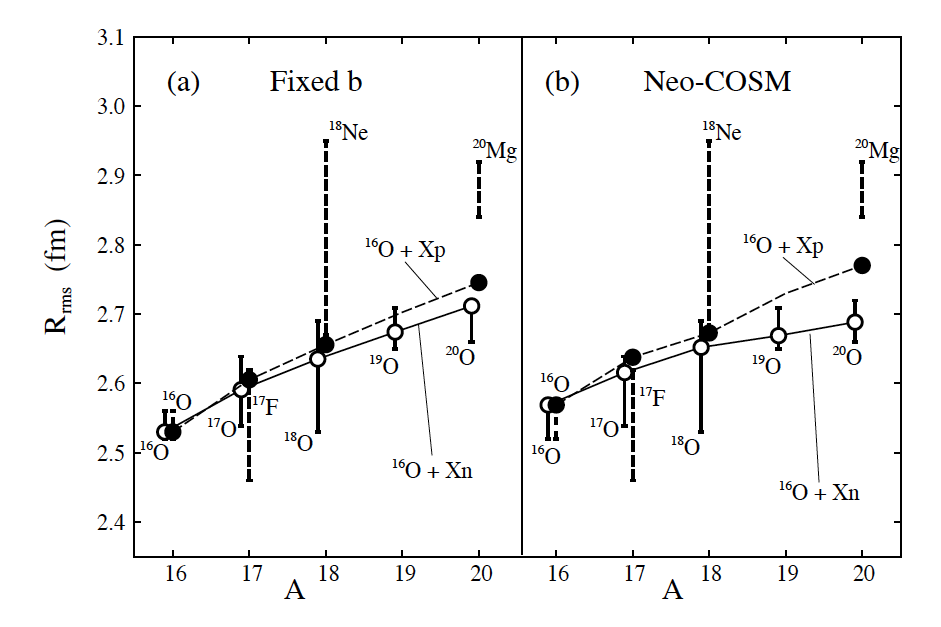 3.1
3.0
2.9
2.8
2.7
2.6
2.5
2.4
R_rms (fm)
(a) Fixed b
¹⁸Ne
²⁰Mg
¹⁶O + Xp
¹⁶O
¹⁶O
¹⁷O
¹⁷F
¹⁸O
¹⁹O
²⁰O
¹⁶O + Xn
16 17 18 19 20
A
(b) Neo-COSM
¹⁸Ne
²⁰Mg
¹⁶O + Xp
¹⁶O
¹⁶O
¹⁷O
¹⁷F
¹⁸O
¹⁹O
²⁰O
¹⁶O + Xn
16 17 18 19 20
A